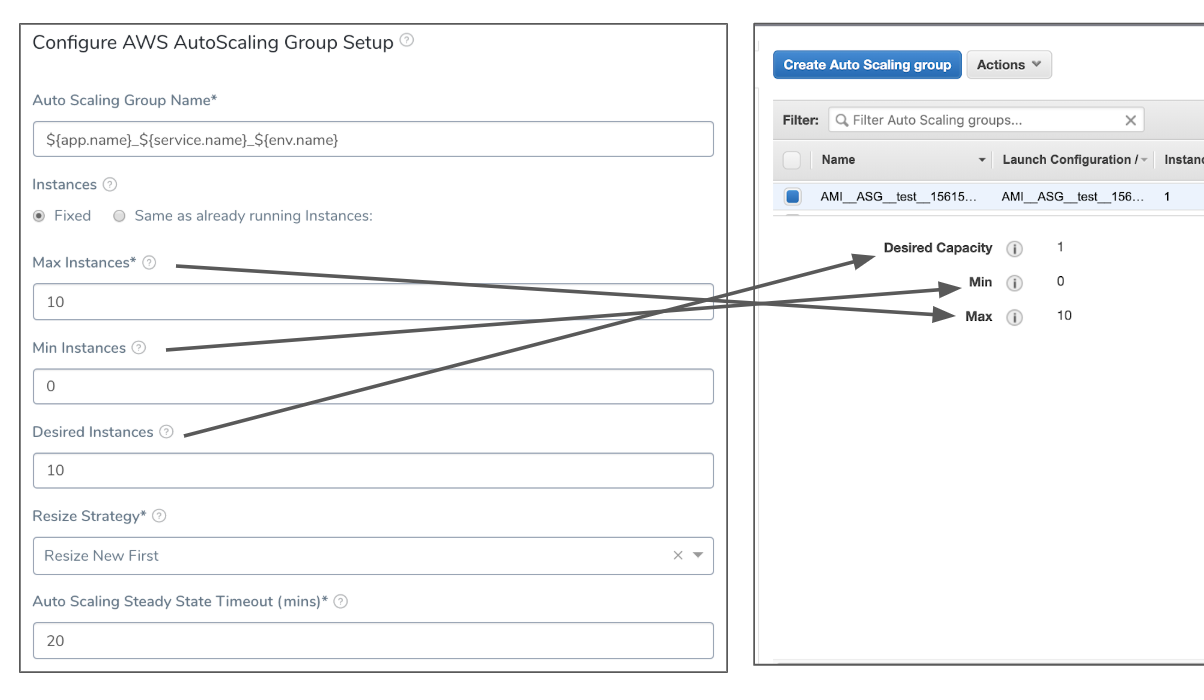 Configure AWS AutoScaling Group Setup
Auto Scaling Group Name*
${app.name}_${service.name}_${env.name}
Instances
Fixed Same as already running Instances:
Max Instances*
10
Min Instances
0
Desired Instances
10
Resize Strategy*
Resize New First
Auto Scaling Steady State Timeout (mins)*
20
Create Auto Scaling group Actions
Filter: Filter Auto Scaling groups...
Name Launch Configuration / Instanc
AMI__ASG__test__15615... AMI__ASG__test__156... 1
Desired Capacity 1
Min 0
Max 10